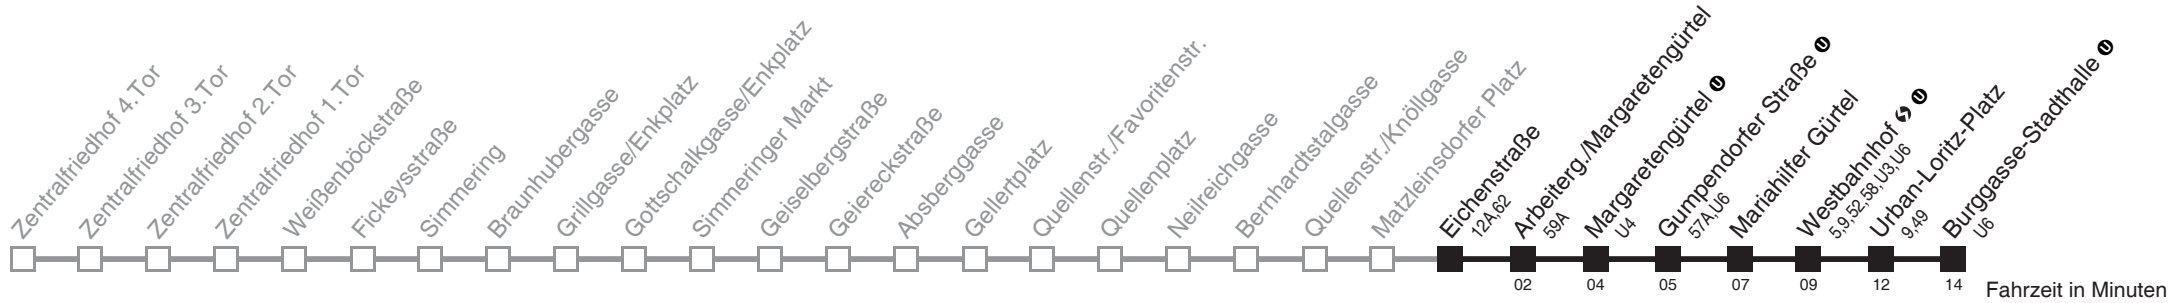 Zentralfriedhof 4.Tor
Zentralfriedhof 3.Tor
Zentralfriedhof 2.Tor
Zentralfriedhof 1.Tor
Weißenböckstraße
Fickeysstraße
Simmering
Braunhubergasse
Grillgasse/Enkplatz
Gottschalkgasse/Enkplatz
Simmeringer Markt
Geiselbergstraße
Geiereckstraße
Absberggasse
Gellertplatz
Quellenstr./Favoritenstr.
Quellenplatz
Neilreichgasse
Bernhardtstalgasse
Quellenstr./Knöllgasse
Matzleinsdorfer Platz
Eichenstraße
12A,62
Arbeiterg./Margaretengürtel
59A
Margaretengürtel U
U4
Gumpendorfer Straße U
57A,U6
Mariahilfer Gürtel
Westbahnhof S U
5,9,52,58,U3,U6
Urban-Loritz-Platz
9,49
Burggasse-Stadthalle U
U6
02 04 05 07 09 12 14 Fahrzeit in Minuten